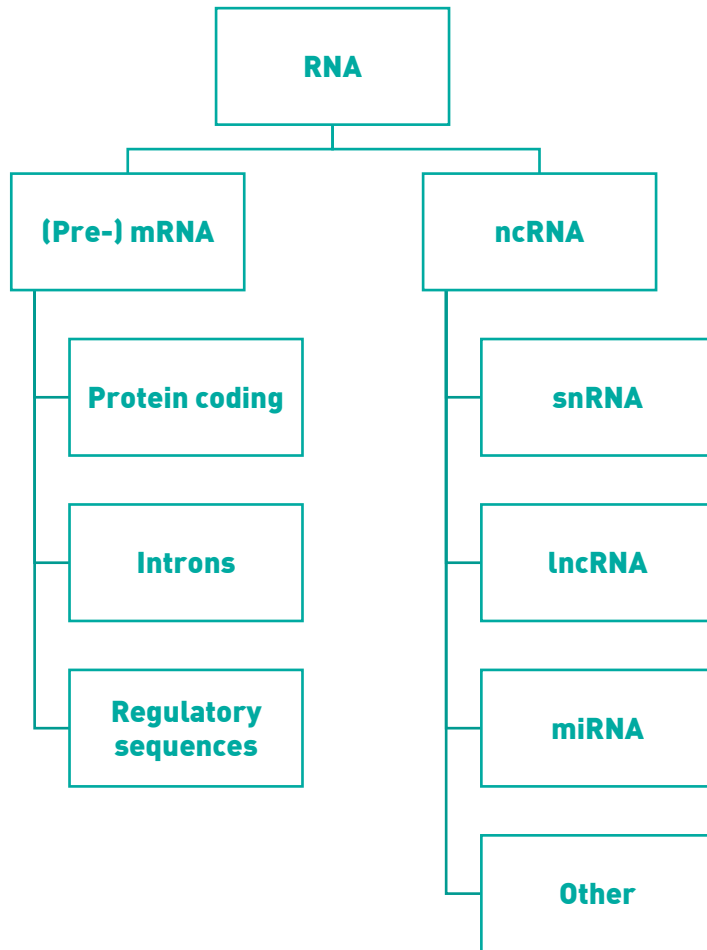 RNA
(Pre-) mRNA
ncRNA
Protein coding
snRNA
Introns
lncRNA
Regulatory
sequences
miRNA
Other